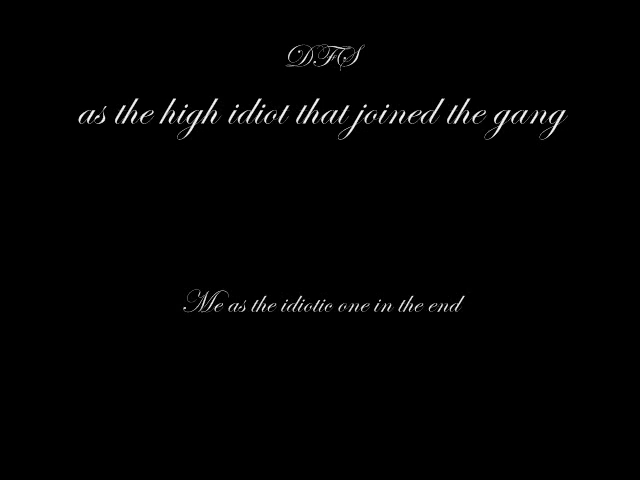 DFS
as the high idiot that joined the gang
Me as the idiotic one in the end